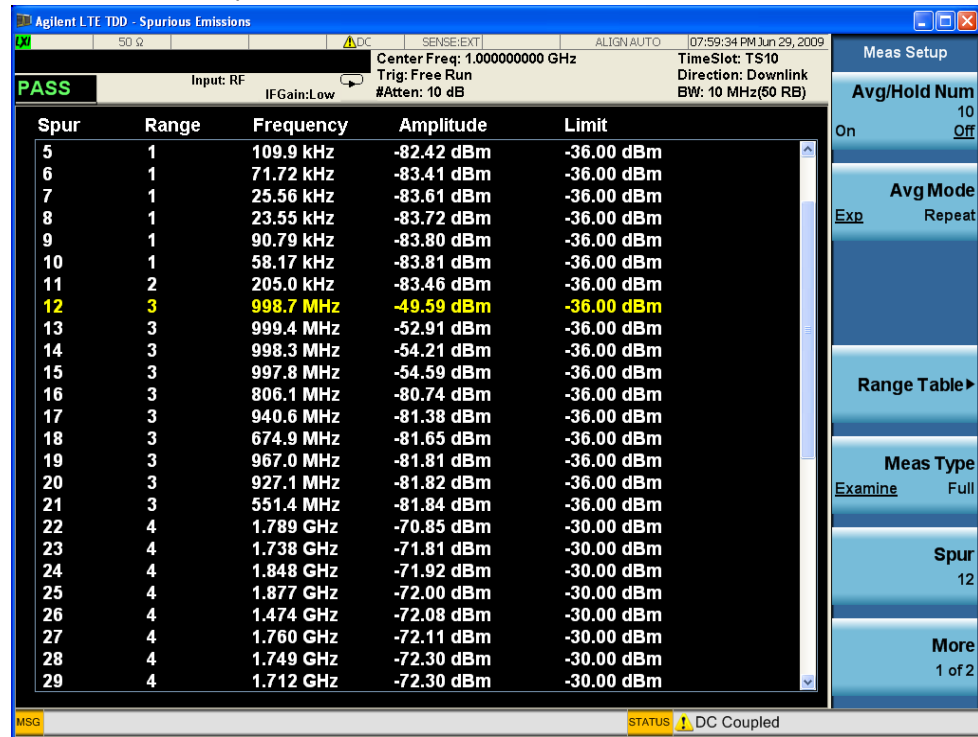 Agilent LTE TDD - Spurious Emissions
LXI 50 Ω DC SENSE:EXT ALIGN AUTO 07:59:34 PM Jun 29, 2009
Center Freq: 1.000000000 GHz TimeSlot: TS10
PASS Input: RF Trig: Free Run Direction: Downlink
IFGain:Low #Atten: 10 dB BW: 10 MHz(50 RB)
Spur Range Frequency Amplitude Limit
5 1 109.9 kHz -82.42 dBm -36.00 dBm
6 1 71.72 kHz -83.41 dBm -36.00 dBm
7 1 25.56 kHz -83.61 dBm -36.00 dBm
8 1 23.55 kHz -83.72 dBm -36.00 dBm
9 1 90.79 kHz -83.80 dBm -36.00 dBm
10 1 58.17 kHz -83.81 dBm -36.00 dBm
11 2 205.0 kHz -83.46 dBm -36.00 dBm
12 3 998.7 MHz -49.59 dBm -36.00 dBm
13 3 999.4 MHz -52.91 dBm -36.00 dBm
14 3 998.3 MHz -54.21 dBm -36.00 dBm
15 3 997.8 MHz -54.59 dBm -36.00 dBm
16 3 806.1 MHz -80.74 dBm -36.00 dBm
17 3 940.6 MHz -81.38 dBm -36.00 dBm
18 3 674.9 MHz -81.65 dBm -36.00 dBm
19 3 967.0 MHz -81.81 dBm -36.00 dBm
20 3 927.1 MHz -81.82 dBm -36.00 dBm
21 3 551.4 MHz -81.84 dBm -36.00 dBm
22 4 1.789 GHz -70.85 dBm -30.00 dBm
23 4 1.738 GHz -71.81 dBm -30.00 dBm
24 4 1.848 GHz -71.92 dBm -30.00 dBm
25 4 1.877 GHz -72.00 dBm -30.00 dBm
26 4 1.474 GHz -72.08 dBm -30.00 dBm
27 4 1.760 GHz -72.11 dBm -30.00 dBm
28 4 1.749 GHz -72.30 dBm -30.00 dBm
29 4 1.712 GHz -72.30 dBm -30.00 dBm
Meas Setup
Avg/Hold Num
10
On Off
Avg Mode
Exp Repeat
Range Table
Meas Type
Examine Full
Spur
12
More
1 of 2
MSG STATUS DC Coupled